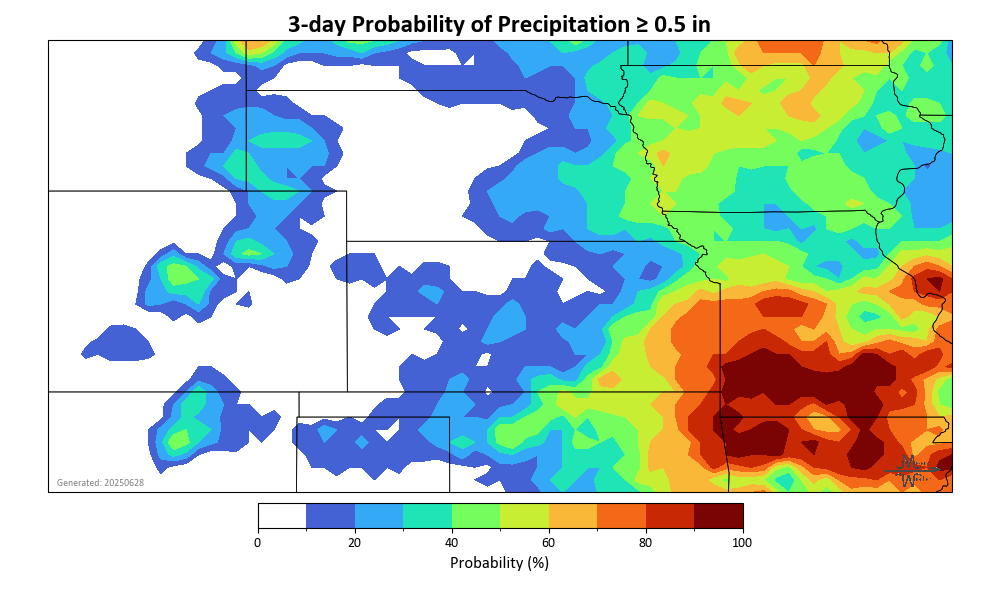 3-day Probability of Precipitation ≥ 0.5 in
Generated: 20250628
0 20 40 60 80 100
Probability (%)